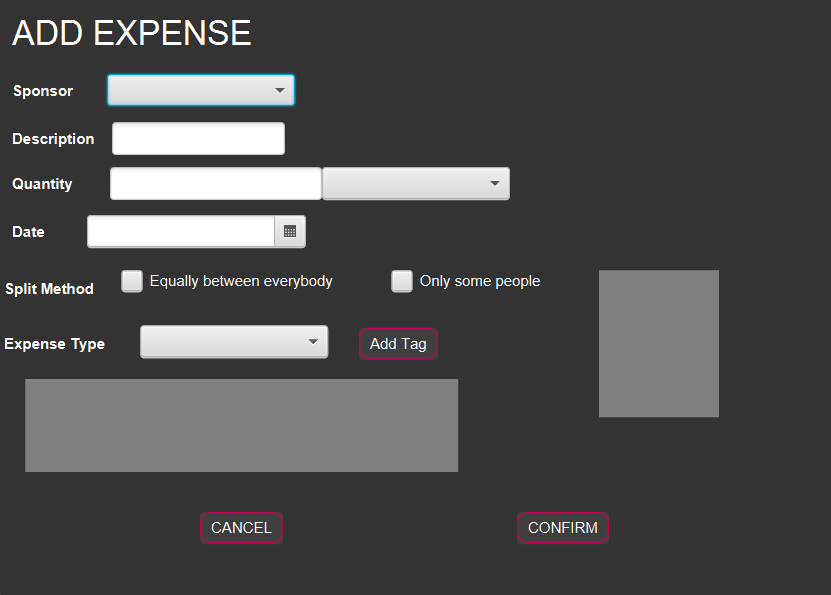 ADD EXPENSE
Sponsor
Description
Quantity
Date
Split Method Equally between everybody Only some people
Expense Type Add Tag
CANCEL CONFIRM